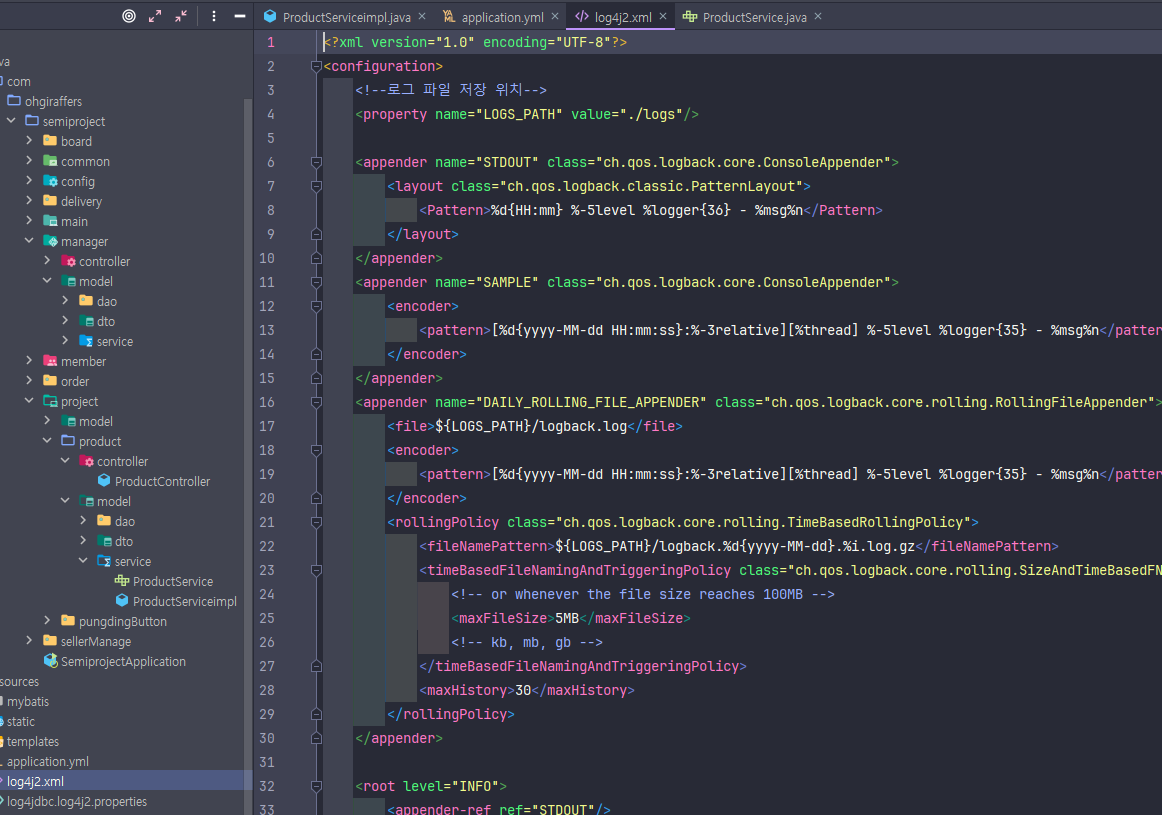 ProductServiceimpl.java
application.yml
log4j2.xml
ProductService.java
va
com
ohgiraffers
semiproject
board
common
config
delivery
main
manager
controller
model
dao
dto
service
member
order
project
model
product
controller
ProductController
model
dao
dto
service
ProductService
ProductServiceimpl
pungdingButton
sellerManage
SemiprojectApplication
sources
mybatis
static
templates
application.yml
log4j2.xml
log4jdbc.log4j2.properties
1 <?xml version="1.0" encoding="UTF-8"?>
2 <configuration>
3 <!--로그 파일 저장 위치-->
4 <property name="LOGS_PATH" value="./logs"/>
5
6 <appender name="STDOUT" class="ch.qos.logback.core.ConsoleAppender">
7 <layout class="ch.qos.logback.classic.PatternLayout">
8 <Pattern>%d{HH:mm} %-5level %logger{36} - %msg%n</Pattern>
9 </layout>
10 </appender>
11 <appender name="SAMPLE" class="ch.qos.logback.core.ConsoleAppender">
12 <encoder>
13 <pattern>[%d{yyyy-MM-dd HH:mm:ss}:%-3relative][%thread] %-5level %logger{35} - %msg%n</patter
14 </encoder>
15 </appender>
16 <appender name="DAILY_ROLLING_FILE_APPENDER" class="ch.qos.logback.core.rolling.RollingFileAppender">
17 <file>${LOGS_PATH}/logback.log</file>
18 <encoder>
19 <pattern>[%d{yyyy-MM-dd HH:mm:ss}:%-3relative][%thread] %-5level %logger{35} - %msg%n</patter
20 </encoder>
21 <rollingPolicy class="ch.qos.logback.core.rolling.TimeBasedRollingPolicy">
22 <fileNamePattern>${LOGS_PATH}/logback.%d{yyyy-MM-dd}.%i.log.gz</fileNamePattern>
23 <timeBasedFileNamingAndTriggeringPolicy class="ch.qos.logback.core.rolling.SizeAndTimeBasedFN
24 <!-- or whenever the file size reaches 100MB -->
25 <maxFileSize>5MB</maxFileSize>
26 <!-- kb, mb, gb -->
27 </timeBasedFileNamingAndTriggeringPolicy>
28 <maxHistory>30</maxHistory>
29 </rollingPolicy>
30 </appender>
31
32 <root level="INFO">
33 <appender-ref ref="STDOUT"/>